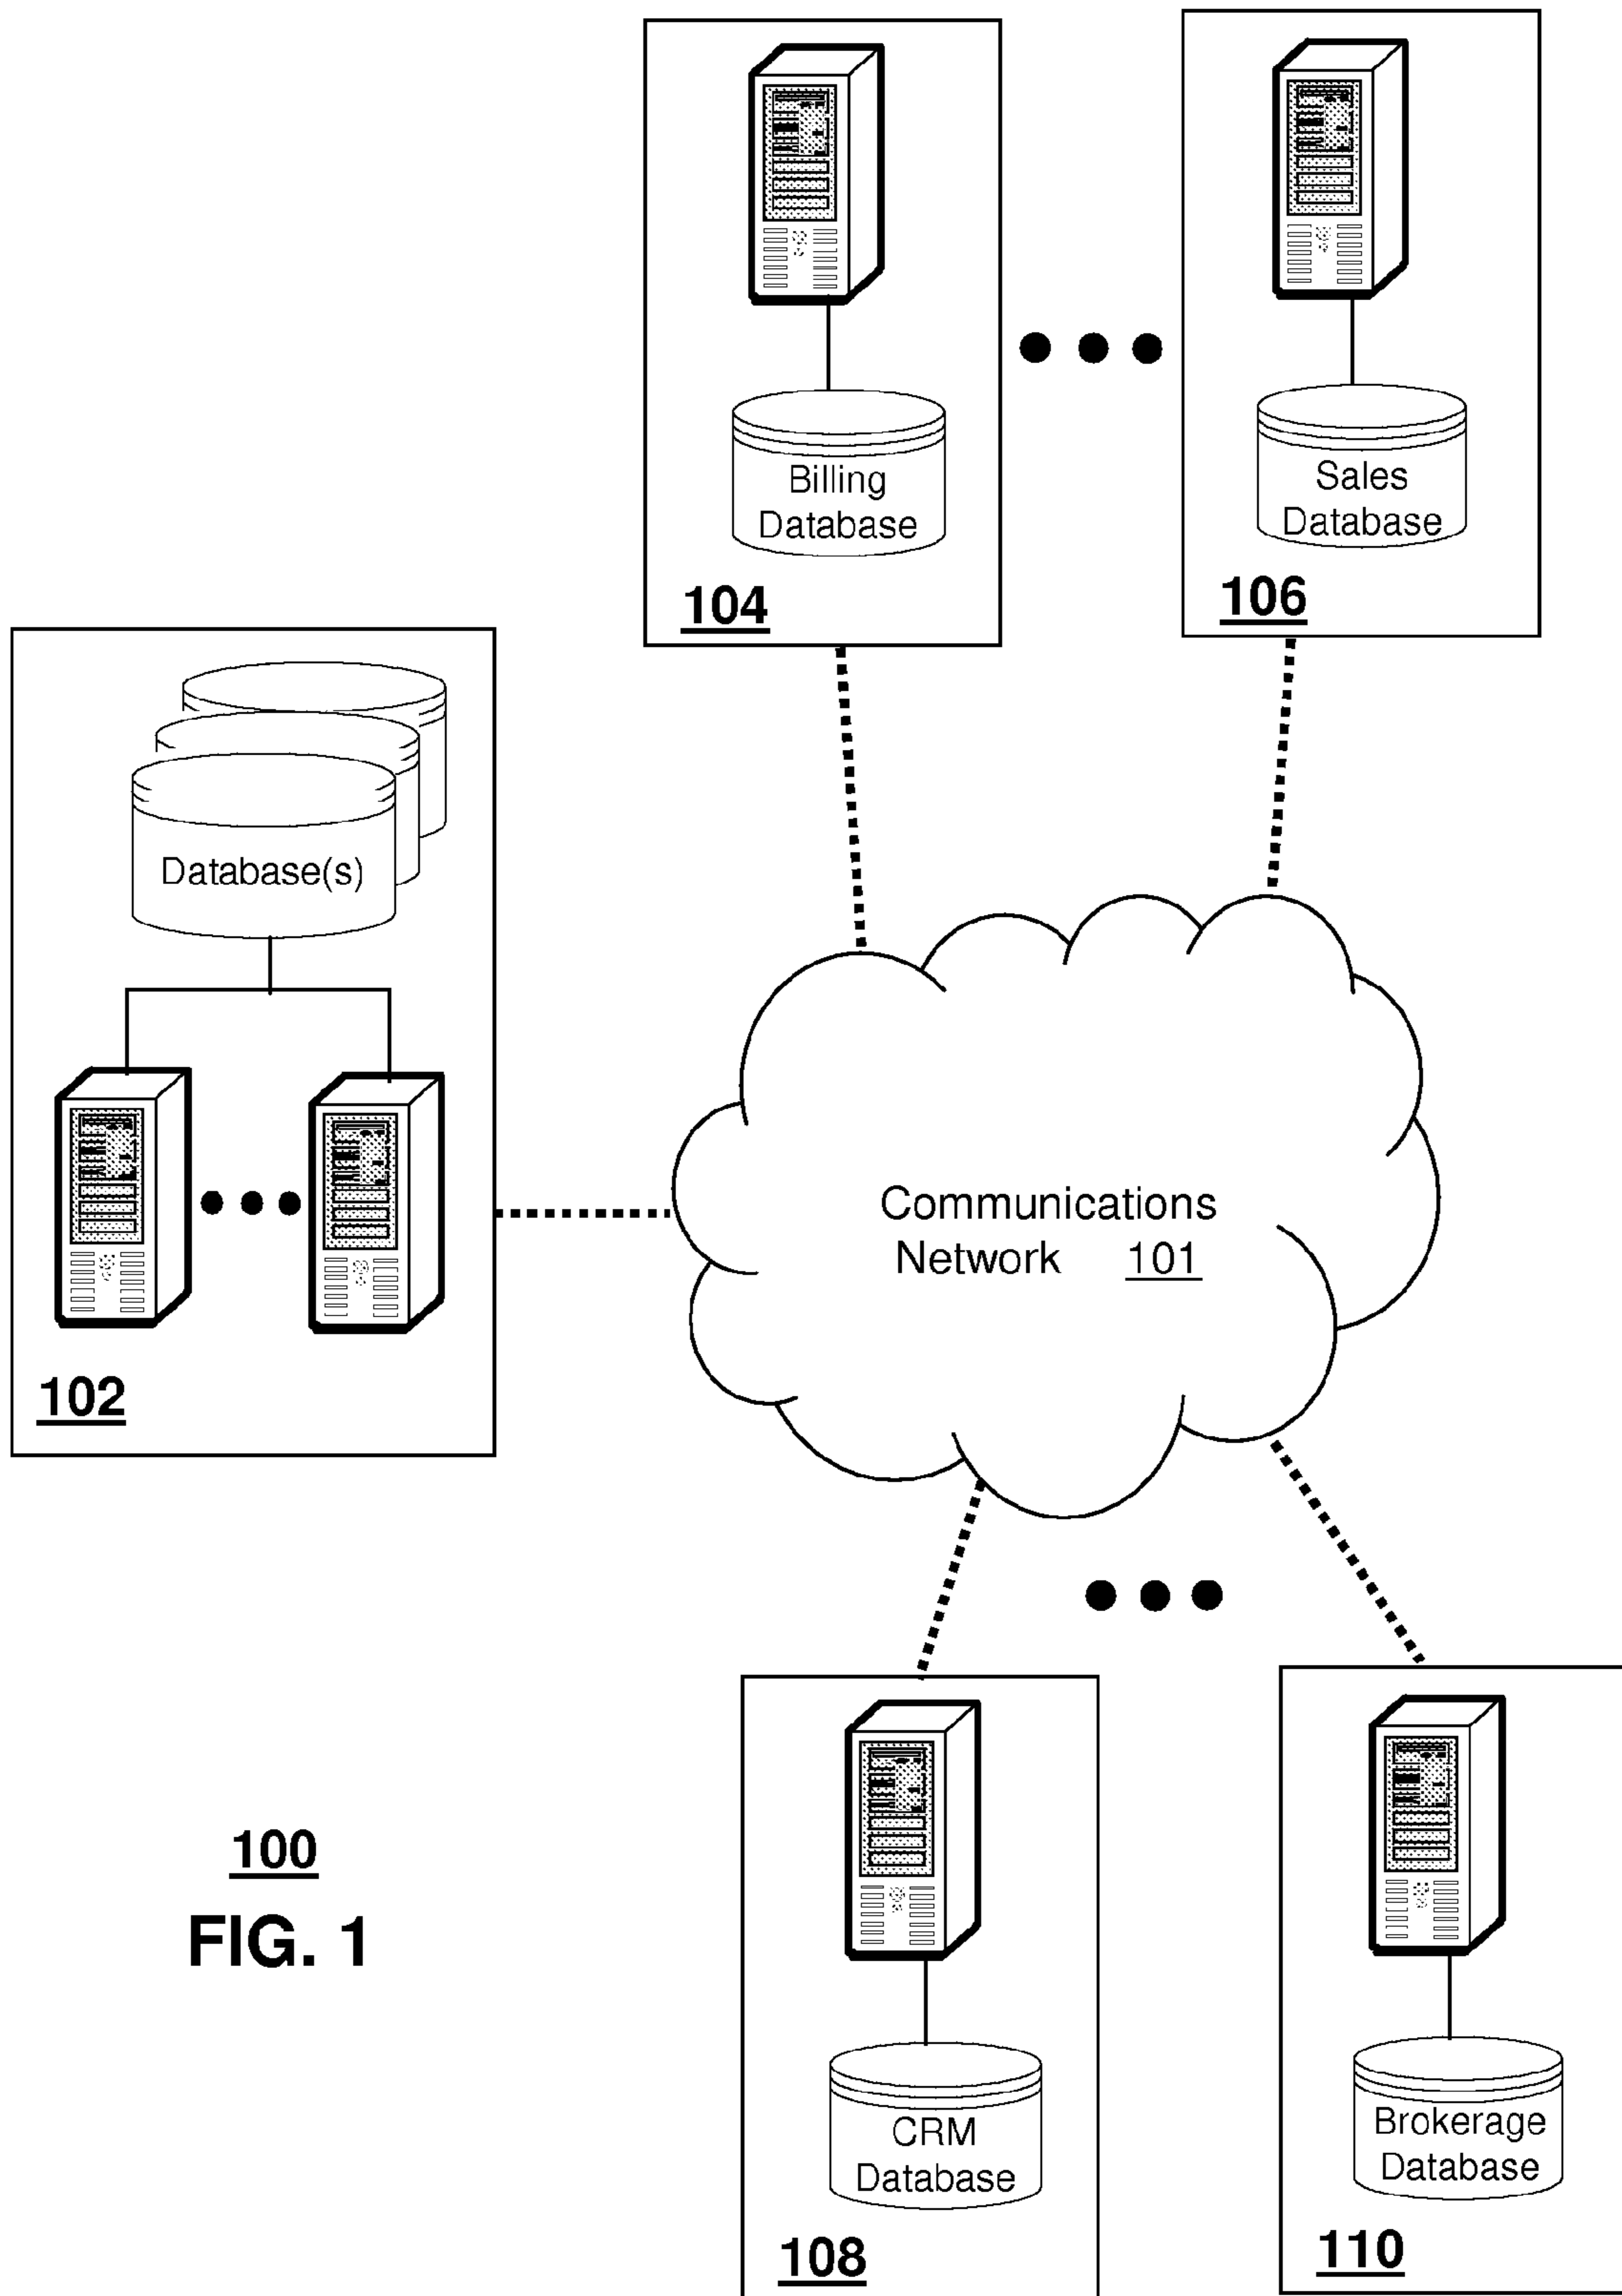 Billing
Database
104
Sales
Database
106
Database(s)
102
Communications
Network 101
CRM
Database
108
Brokerage
Database
110
100
FIG. 1